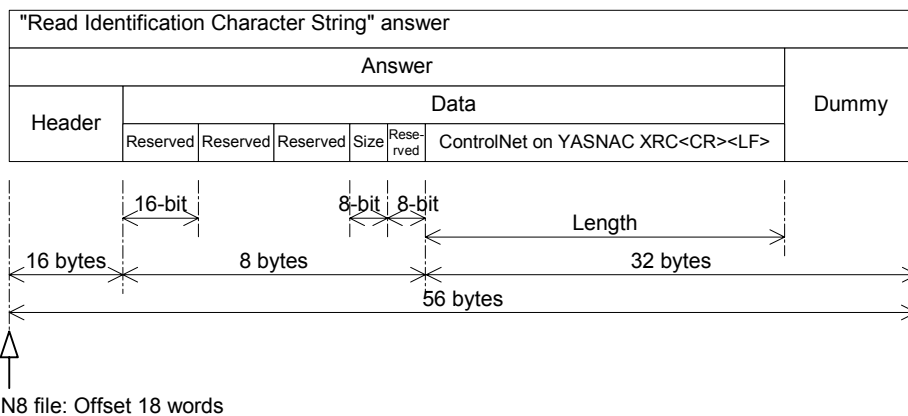 "Read Identification Character String" answer
Answer
Dummy
Header
Data
Reserved Reserved Reserved Size Rese-
rved
ControlNet on YASNAC XRC<CR><LF>
16-bit 8-bit 8-bit
Length
16 bytes 8 bytes 32 bytes
56 bytes
N8 file: Offset 18 words